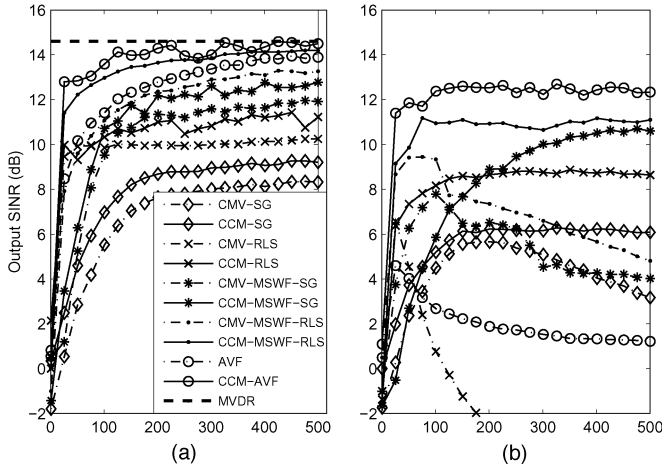 16
14
12
10
8
6
4
2
0
−2
Output SINR (dB)
0
100
200
300
400
500
CMV−SG
CCM−SG
CMV−RLS
CCM−RLS
CMV−MSWF−SG
CCM−MSWF−SG
CMV−MSWF−RLS
CCM−MSWF−RLS
AVF
CCM−AVF
MVDR
(a)
16
14
12
10
8
6
4
2
0
−2
0
100
200
300
400
500
(b)